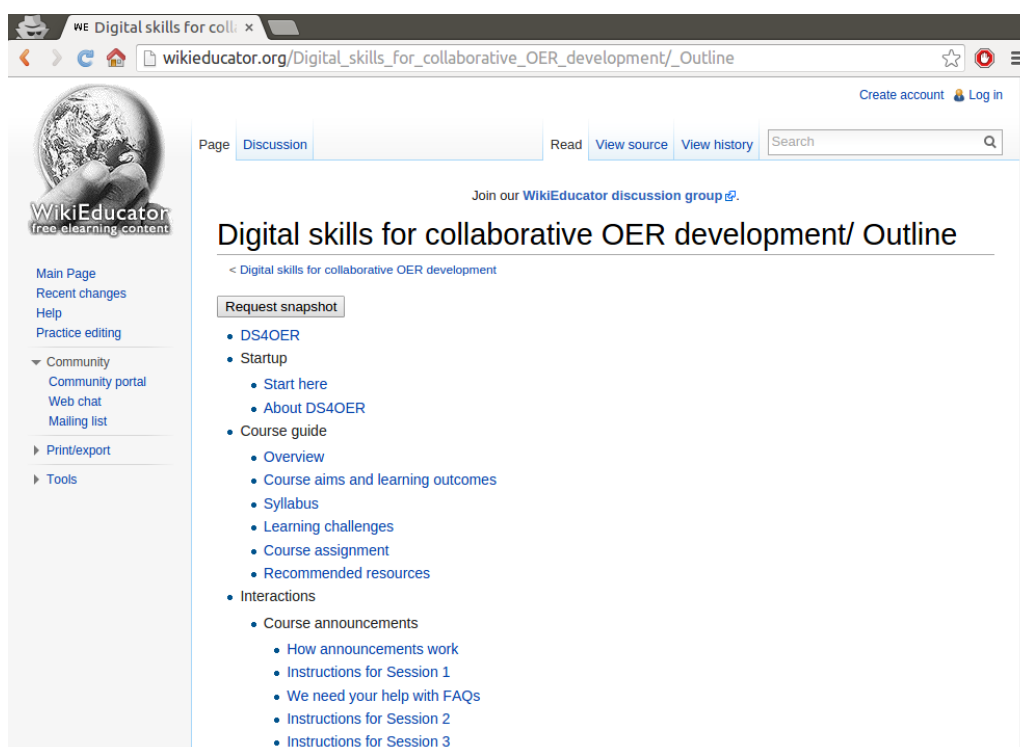 WE Digital skills for coll
wikieducator.org/Digital_skills_for_collaborative_OER_development/_Outline
Create account Log in
Page Discussion Read View source View history Search
Join our WikiEducator discussion group.
WikiEducator
free elearning content
Digital skills for collaborative OER development/ Outline
< Digital skills for collaborative OER development
Main Page
Recent changes
Help
Practice editing
Community
Community portal
Web chat
Mailing list
Print/export
Tools
Request snapshot
DS4OER
Startup
Start here
About DS4OER
Course guide
Overview
Course aims and learning outcomes
Syllabus
Learning challenges
Course assignment
Recommended resources
Interactions
Course announcements
How announcements work
Instructions for Session 1
We need your help with FAQs
Instructions for Session 2
Instructions for Session 3